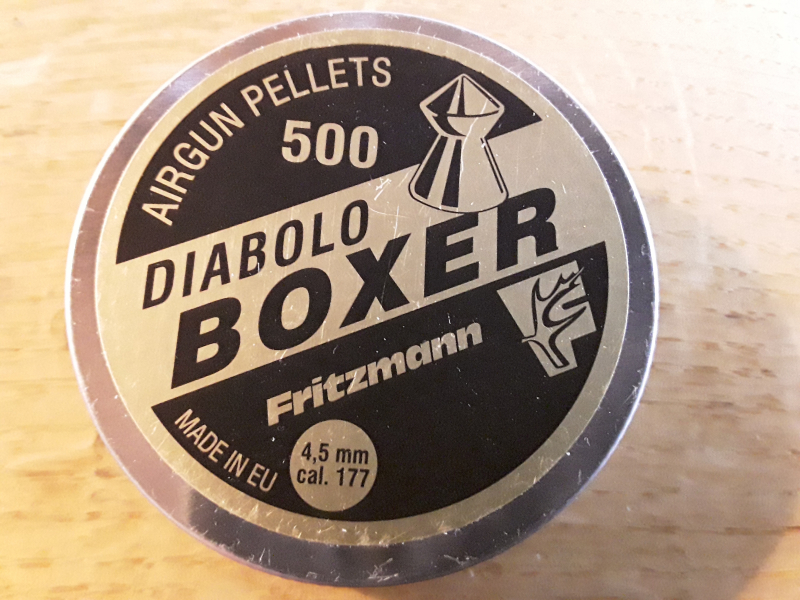 AIRGUN PELLETS
500
DIABOLO
BOXER
Fritzmann
MADE IN EU
4,5 mm
cal. 177